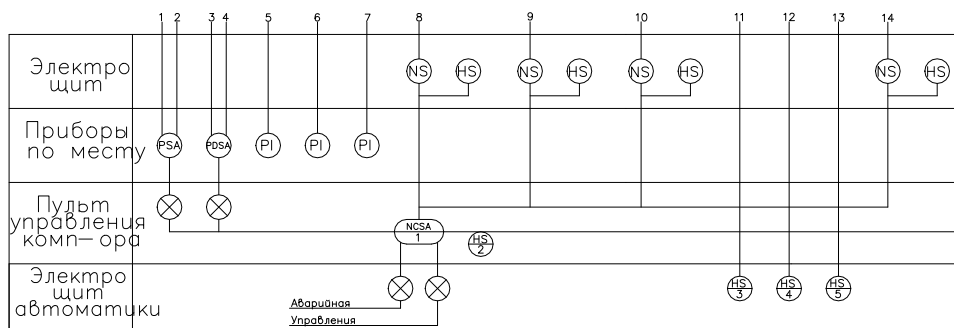 1 2 3 4 5 6 7 8 9 10 11 12 13 14
Электро
щит
NS HS NS HS NS HS NS HS
Приборы
по месту
PSA PDSA PI PI PI
Пульт
управления
комп-ора
NCSA
1
HS
2
Электро
щит
автоматики
HS
3
HS
4
HS
5
Аварийная
Управления